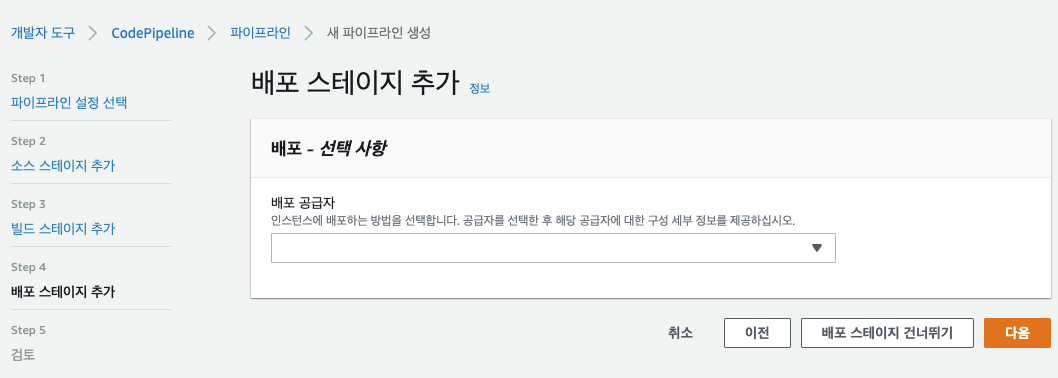 개발자 도구 > CodePipeline > 파이프라인 > 새 파이프라인 생성
Step 1
파이프라인 설정 선택
Step 2
소스 스테이지 추가
Step 3
빌드 스테이지 추가
Step 4
배포 스테이지 추가
Step 5
검토
배포 스테이지 추가 정보
배포 - 선택 사항
배포 공급자
인스턴스에 배포하는 방법을 선택합니다. 공급자를 선택한 후 해당 공급자에 대한 구성 세부 정보를 제공하십시오.
취소 이전 배포 스테이지 건너뛰기 다음